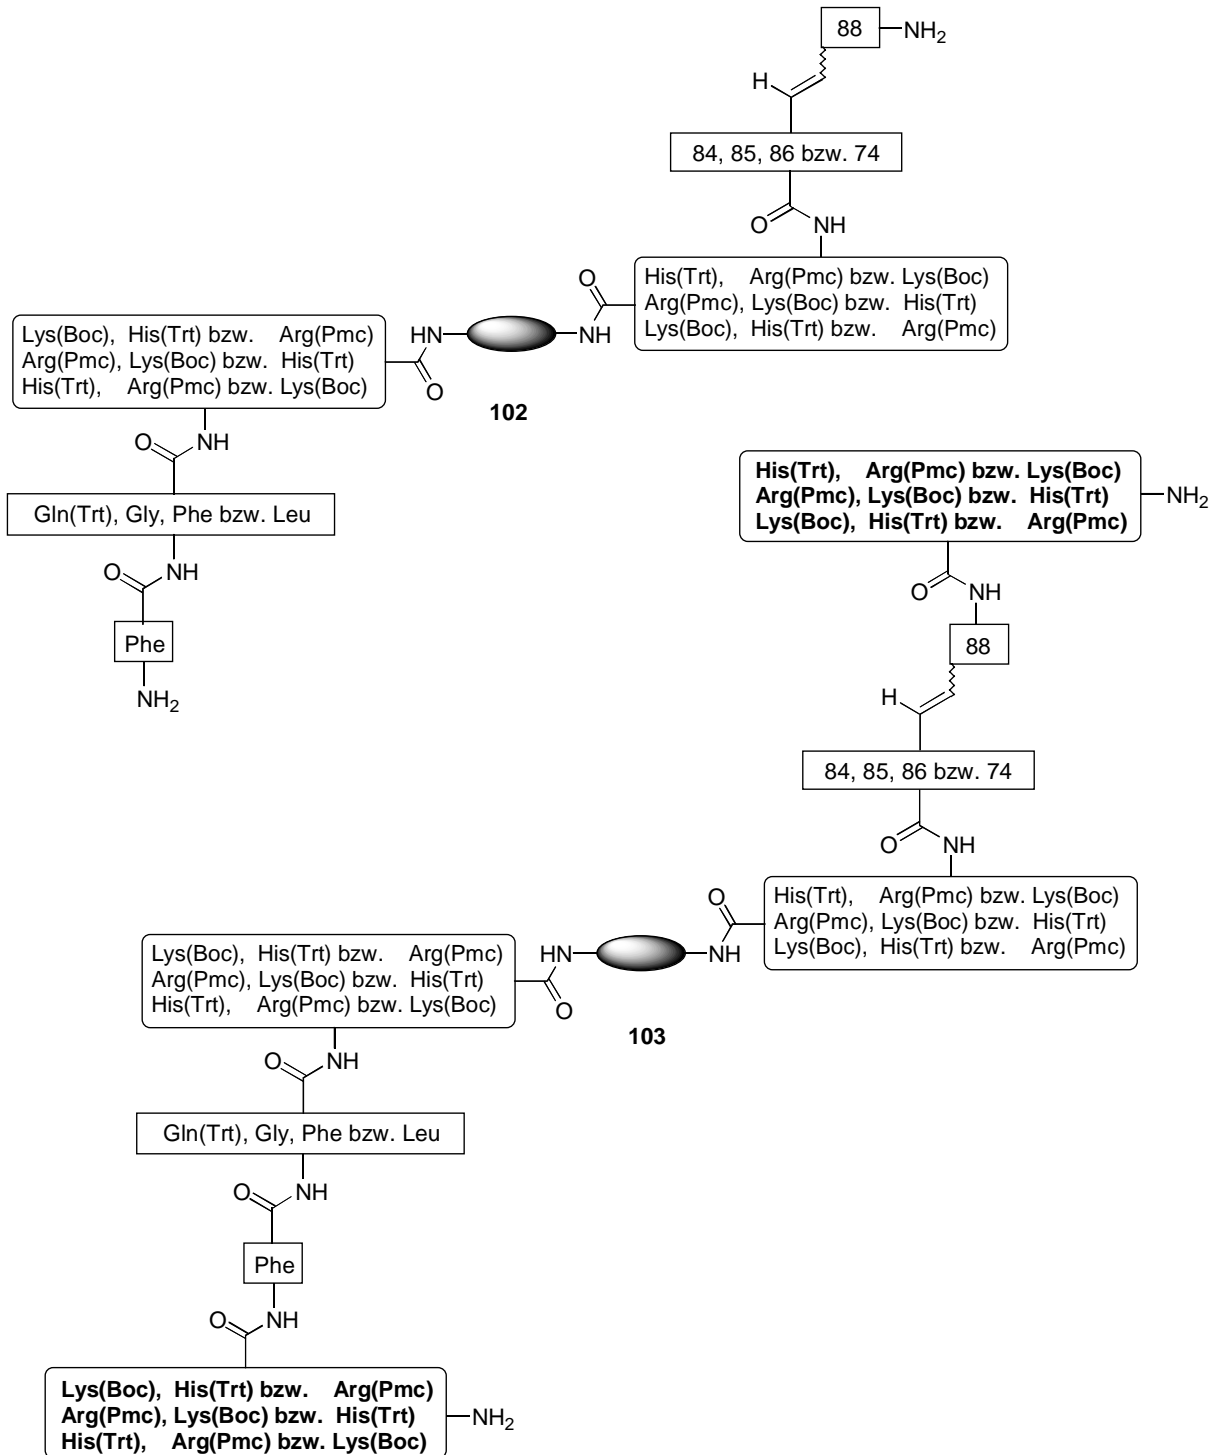 88 NH2
H
84, 85, 86 bzw. 74
O NH
His(Trt), Arg(Pmc) bzw. Lys(Boc)
Arg(Pmc), Lys(Boc) bzw. His(Trt)
Lys(Boc), His(Trt) bzw. Arg(Pmc)
O
HN NH
O
102
Lys(Boc), His(Trt) bzw. Arg(Pmc)
Arg(Pmc), Lys(Boc) bzw. His(Trt)
His(Trt), Arg(Pmc) bzw. Lys(Boc)
O NH
Gln(Trt), Gly, Phe bzw. Leu
O NH
Phe
NH2
His(Trt), Arg(Pmc) bzw. Lys(Boc)
Arg(Pmc), Lys(Boc) bzw. His(Trt)
Lys(Boc), His(Trt) bzw. Arg(Pmc)
NH2
O NH
88
H
84, 85, 86 bzw. 74
O NH
His(Trt), Arg(Pmc) bzw. Lys(Boc)
Arg(Pmc), Lys(Boc) bzw. His(Trt)
Lys(Boc), His(Trt) bzw. Arg(Pmc)
O
HN NH
O
103
Lys(Boc), His(Trt) bzw. Arg(Pmc)
Arg(Pmc), Lys(Boc) bzw. His(Trt)
His(Trt), Arg(Pmc) bzw. Lys(Boc)
O NH
Gln(Trt), Gly, Phe bzw. Leu
O NH
Phe
O NH
Lys(Boc), His(Trt) bzw. Arg(Pmc)
Arg(Pmc), Lys(Boc) bzw. His(Trt)
His(Trt), Arg(Pmc) bzw. Lys(Boc)
NH2